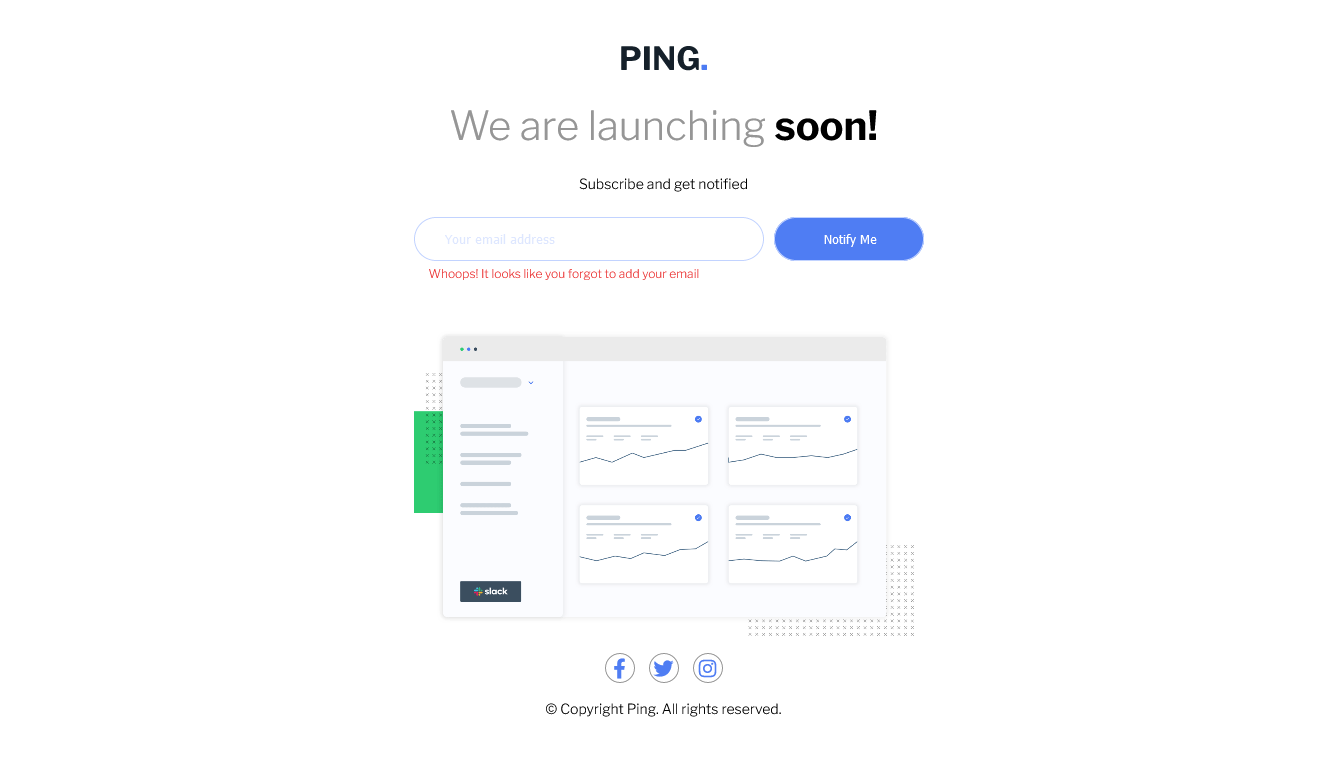 PING.
We are launching soon!
Subscribe and get notified
Your email address
Notify Me
Whoops! It looks like you forgot to add your email
slack
© Copyright Ping. All rights reserved.